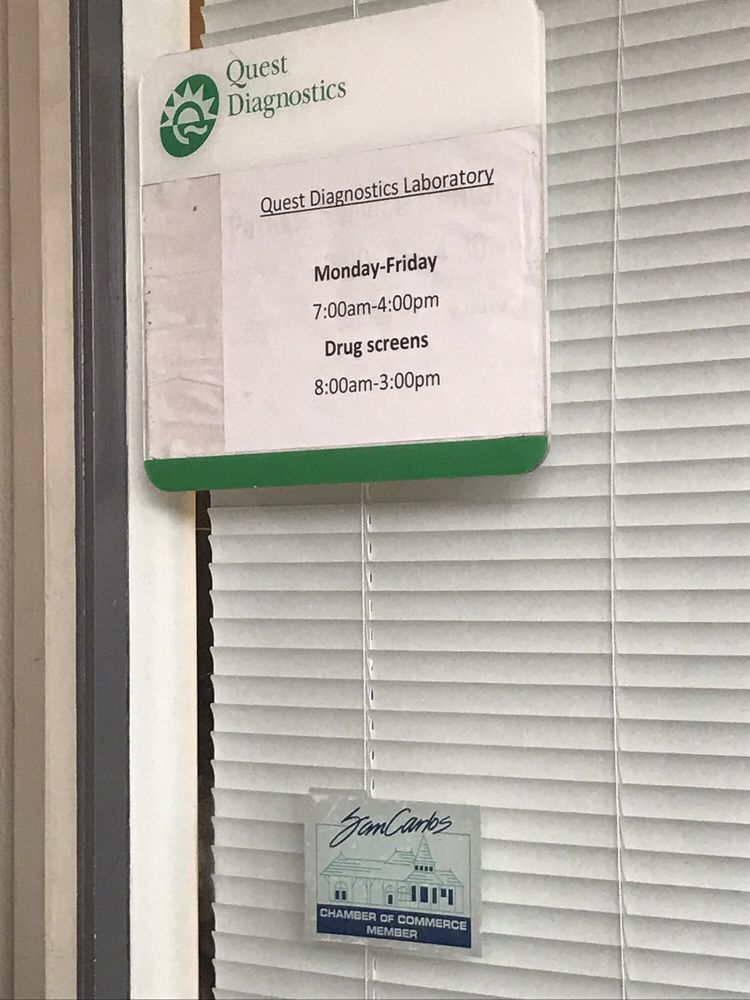 Quest
Diagnostics
Quest Diagnostics Laboratory
Monday-Friday
7:00am-4:00pm
Drug screens
8:00am-3:00pm
San Carlos
CHAMBER OF COMMERCE
MEMBER